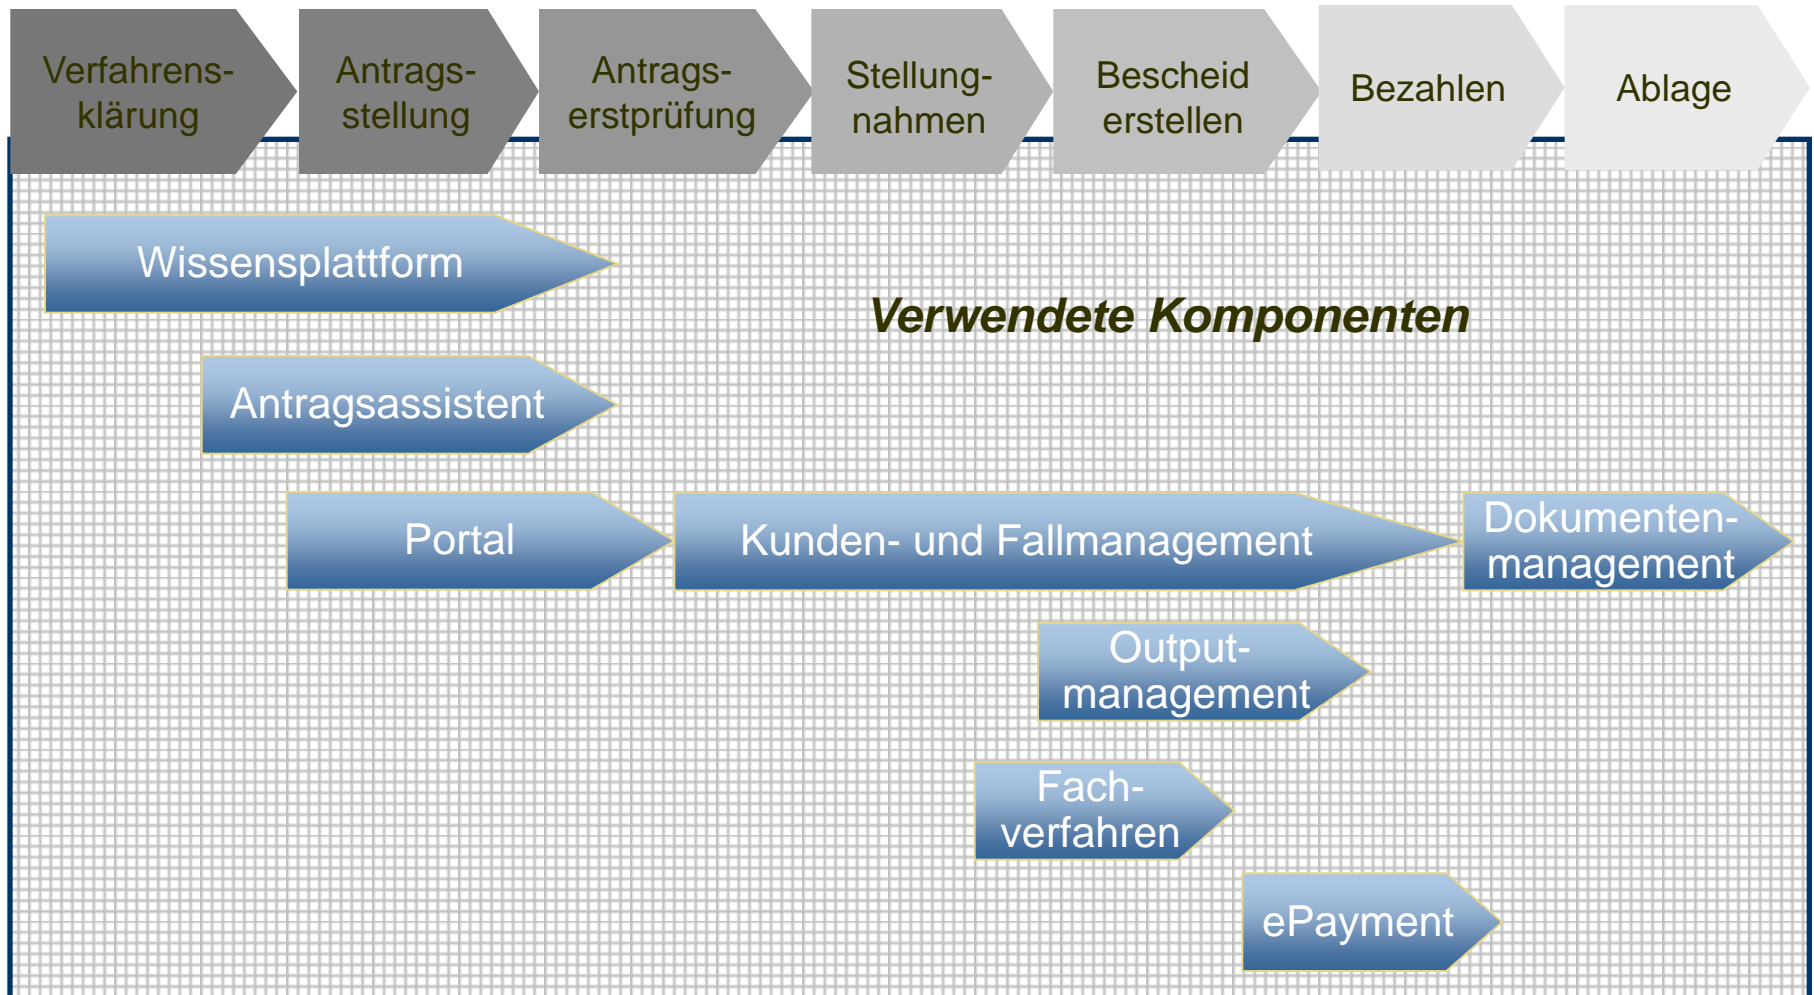 Verfahrens-
klärung
Antrags-
stellung
Antrags-
erstprüfung
Stellung-
nahmen
Bescheid
erstellen
Bezahlen
Ablage
Wissensplattform
Verwendete Komponenten
Antragsassistent
Portal
Kunden- und Fallmanagement
Dokumenten-
management
Output-
management
Fach-
verfahren
ePayment